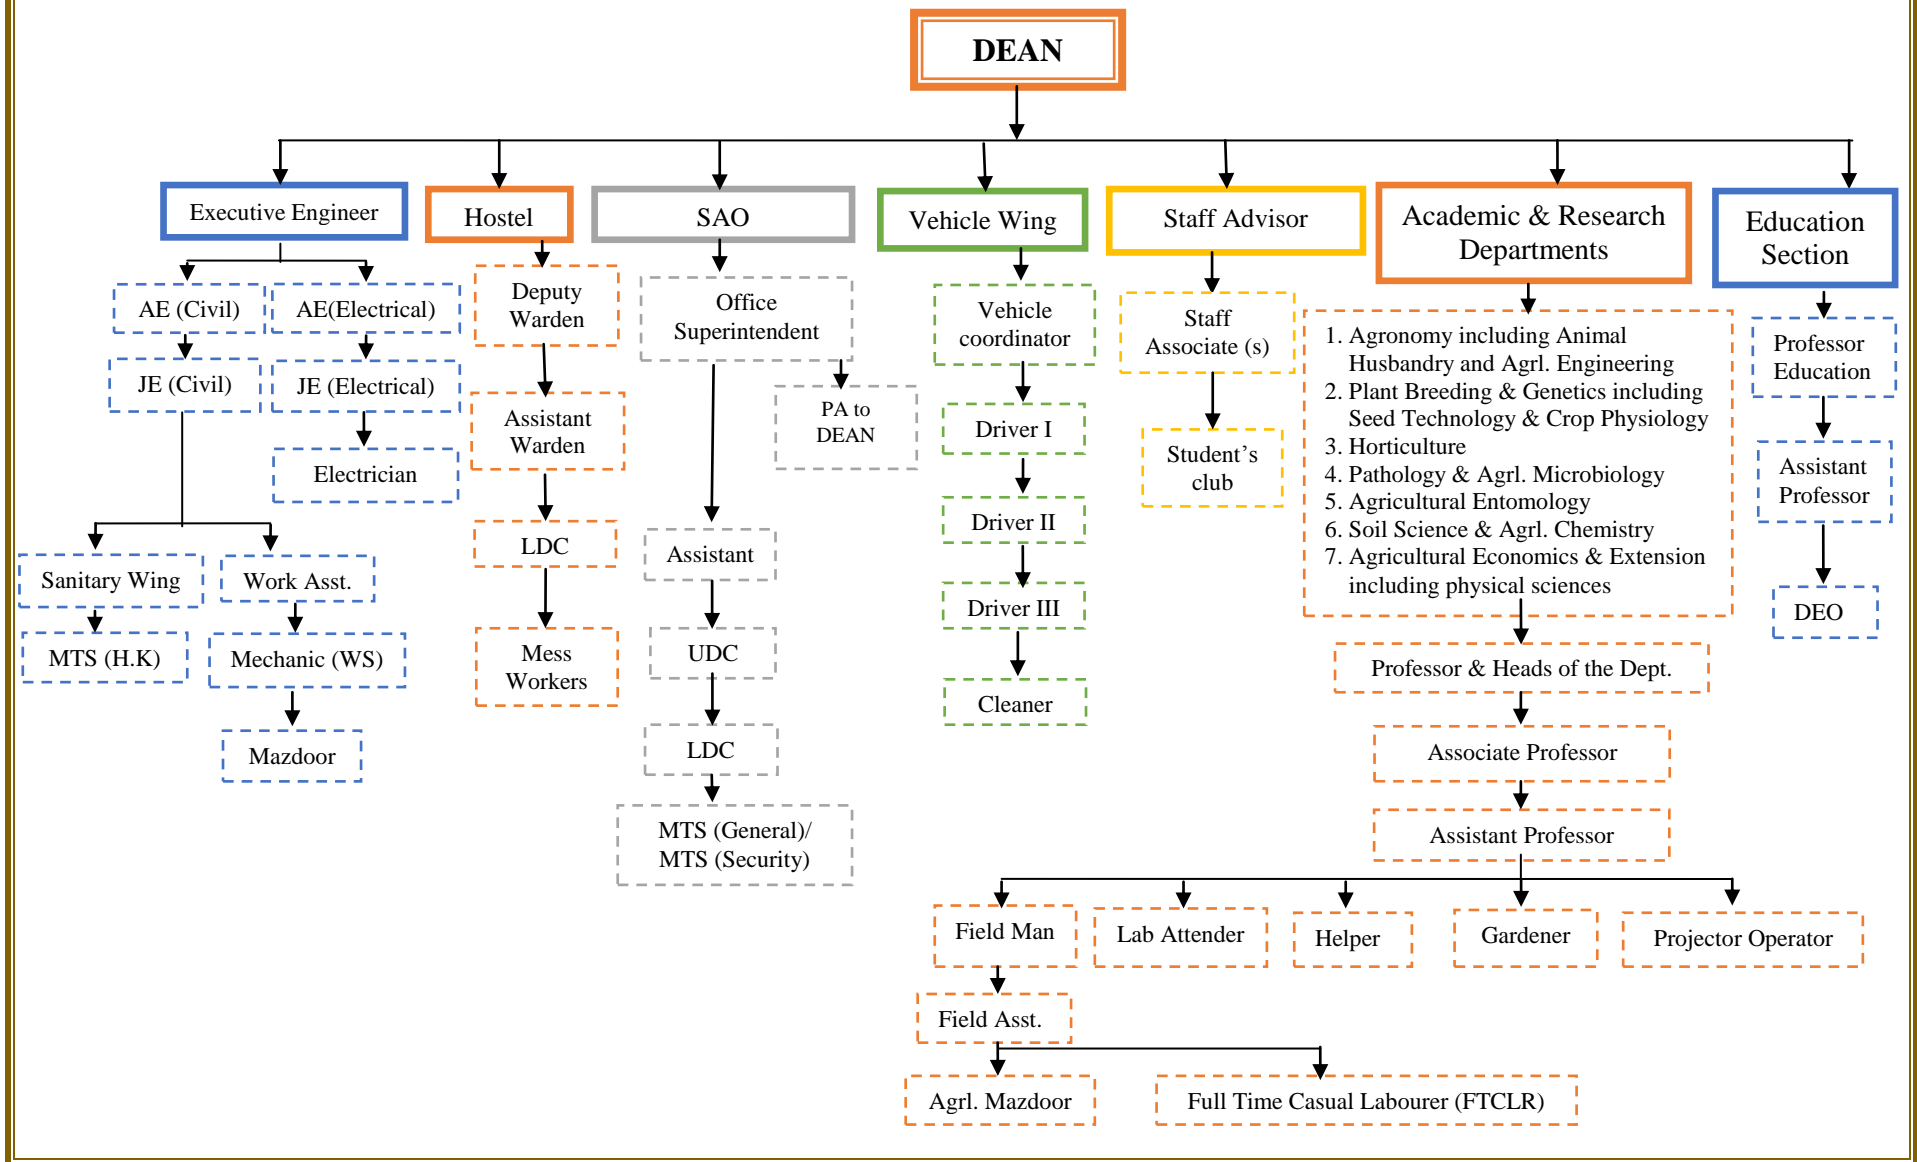 DEAN
Executive Engineer
Hostel
SAO
Vehicle Wing
Staff Advisor
Academic & Research
Departments
Education
Section
AE (Civil)
AE(Electrical)
JE (Civil)
JE (Electrical)
Electrician
Sanitary Wing
Work Asst.
MTS (H.K)
Mechanic (WS)
Mazdoor
Deputy
Warden
Assistant
Warden
LDC
Mess
Workers
Office
Superintendent
PA to
DEAN
Assistant
UDC
LDC
MTS (General)/
MTS (Security)
Vehicle
coordinator
Driver I
Driver II
Driver III
Cleaner
Staff
Associate (s)
Student’s
club
1. Agronomy including Animal
Husbandry and Agrl. Engineering
2. Plant Breeding & Genetics including
Seed Technology & Crop Physiology
3. Horticulture
4. Pathology & Agrl. Microbiology
5. Agricultural Entomology
6. Soil Science & Agrl. Chemistry
7. Agricultural Economics & Extension
including physical sciences
Professor & Heads of the Dept.
Associate Professor
Assistant Professor
Field Man
Lab Attender
Helper
Gardener
Projector Operator
Field Asst.
Agrl. Mazdoor
Full Time Casual Labourer (FTCLR)
Professor
Education
Assistant
Professor
DEO